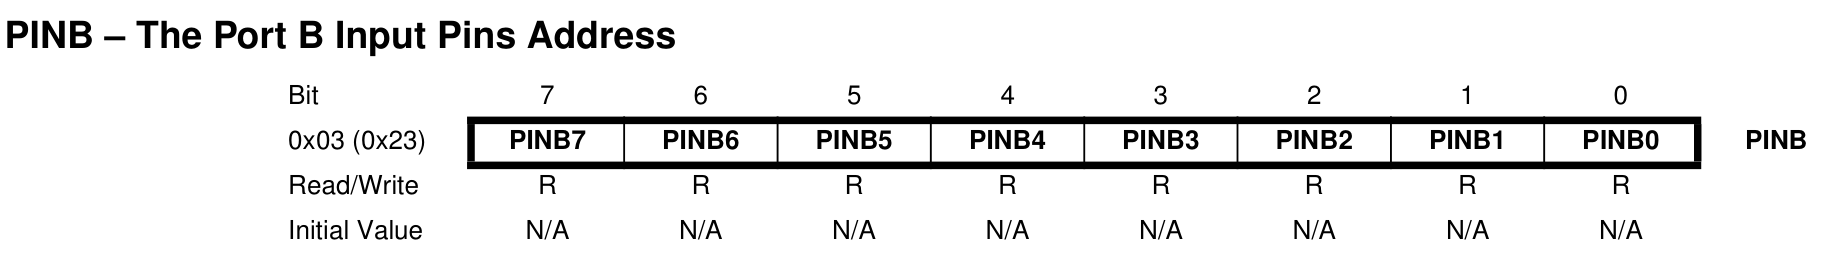 PINB – The Port B Input Pins Address
Bit 7 6 5 4 3 2 1 0
0x03 (0x23) PINB7 PINB6 PINB5 PINB4 PINB3 PINB2 PINB1 PINB0 PINB
Read/Write R R R R R R R R
Initial Value N/A N/A N/A N/A N/A N/A N/A N/A